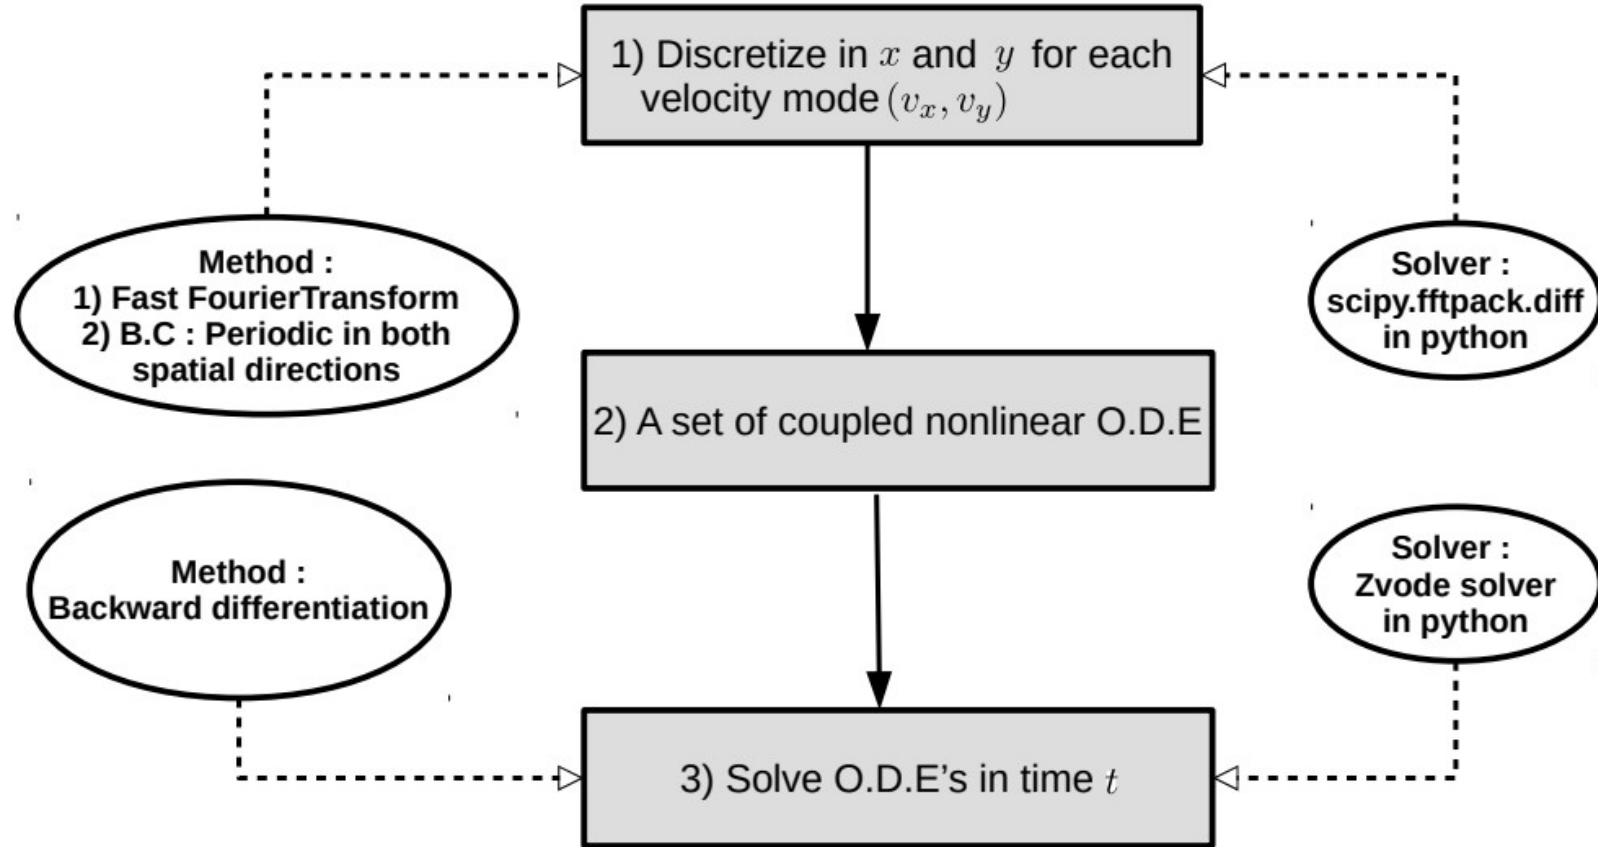 1) Discretize in x and y for each
velocity mode (v_x, v_y)
Method :
1) Fast FourierTransform
2) B.C : Periodic in both
spatial directions
Solver :
scipy.fftpack.diff
in python
2) A set of coupled nonlinear O.D.E
Method :
Backward differentiation
Solver :
Zvode solver
in python
3) Solve O.D.E’s in time t